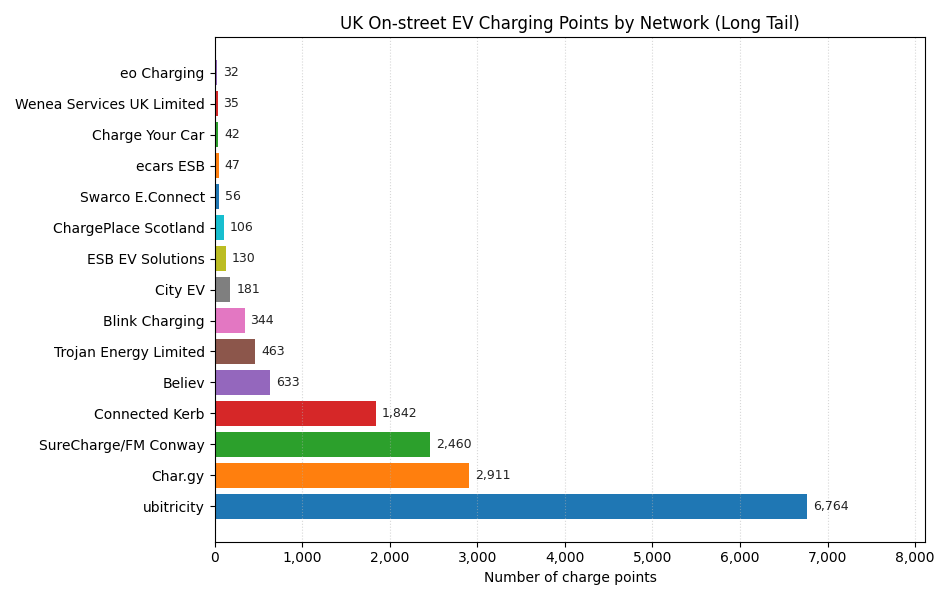 UK On-street EV Charging Points by Network (Long Tail)
eo Charging 32
Wenea Services UK Limited 35
Charge Your Car 42
ecars ESB 47
Swarco E.Connect 56
ChargePlace Scotland 106
ESB EV Solutions 130
City EV 181
Blink Charging 344
Trojan Energy Limited 463
Believ 633
Connected Kerb 1,842
SureCharge/FM Conway 2,460
Char.gy 2,911
ubitricity 6,764
0 1,000 2,000 3,000 4,000 5,000 6,000 7,000 8,000
Number of charge points